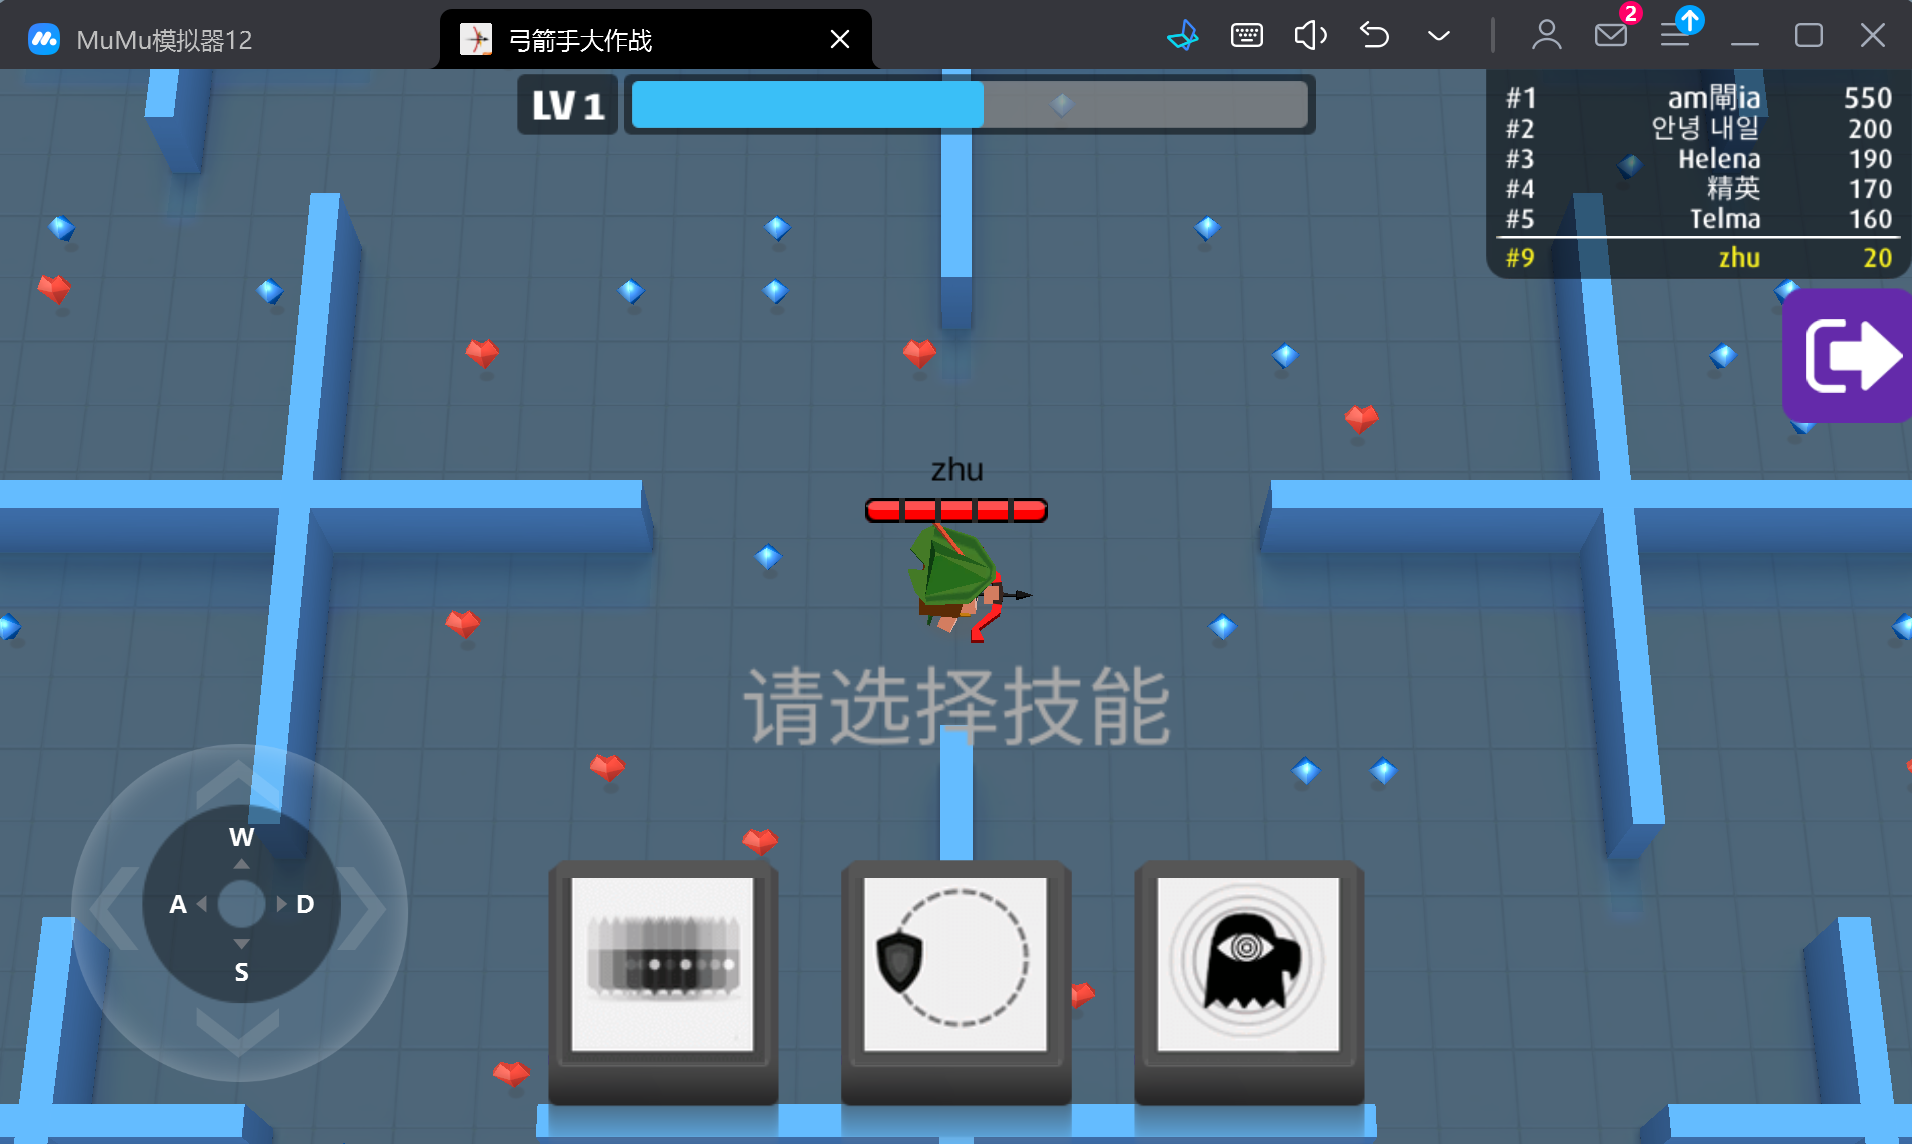 MuMu模拟器12
弓箭手大作战
2
LV 1
#1 am閙ia 550
#2 안녕 내일 200
#3 Helena 190
#4 精英 170
#5 Telma 160
#9 zhu 20
zhu
请选择技能
W
A D
S